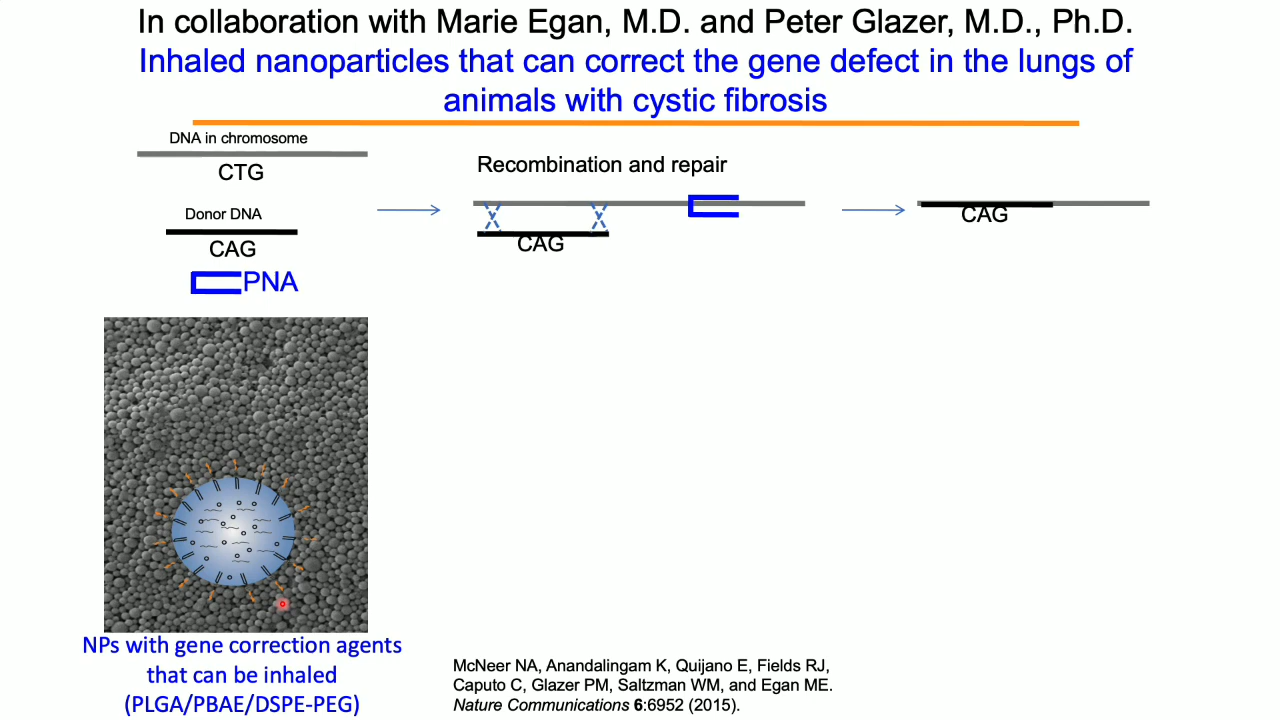 In collaboration with Marie Egan, M.D. and Peter Glazer, M.D., Ph.D.
Inhaled nanoparticles that can correct the gene defect in the lungs of
animals with cystic fibrosis
DNA in chromosome
CTG
Donor DNA
CAG
PNA
Recombination and repair
CAG
CAG
NPs with gene correction agents
that can be inhaled
(PLGA/PBAE/DSPE-PEG)
McNeer NA, Anandalingam K, Quijano E, Fields RJ,
Caputo C, Glazer PM, Saltzman WM, and Egan ME.
Nature Communications 6:6952 (2015).